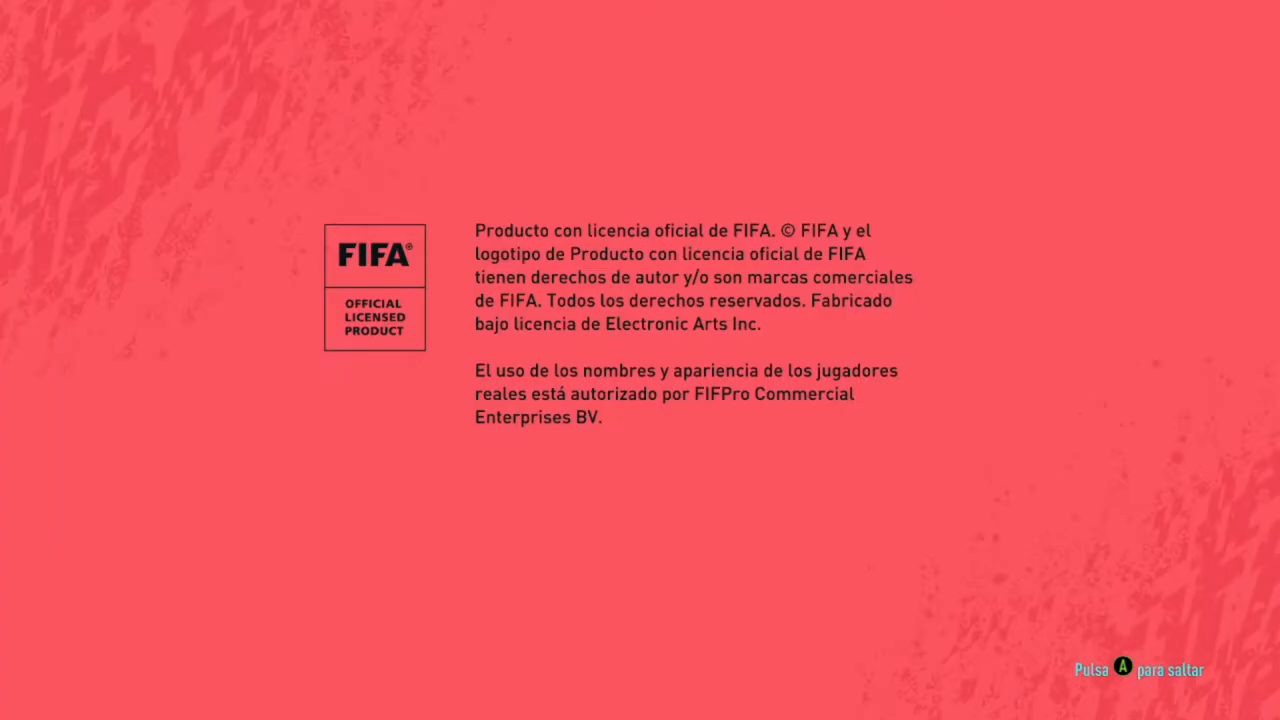 FIFA®
OFFICIAL
LICENSED
PRODUCT
Producto con licencia oficial de FIFA. © FIFA y el
logotipo de Producto con licencia oficial de FIFA
tienen derechos de autor y/o son marcas comerciales
de FIFA. Todos los derechos reservados. Fabricado
bajo licencia de Electronic Arts Inc.
El uso de los nombres y apariencia de los jugadores
reales está autorizado por FIFPro Commercial
Enterprises BV.
Pulsa A para saltar